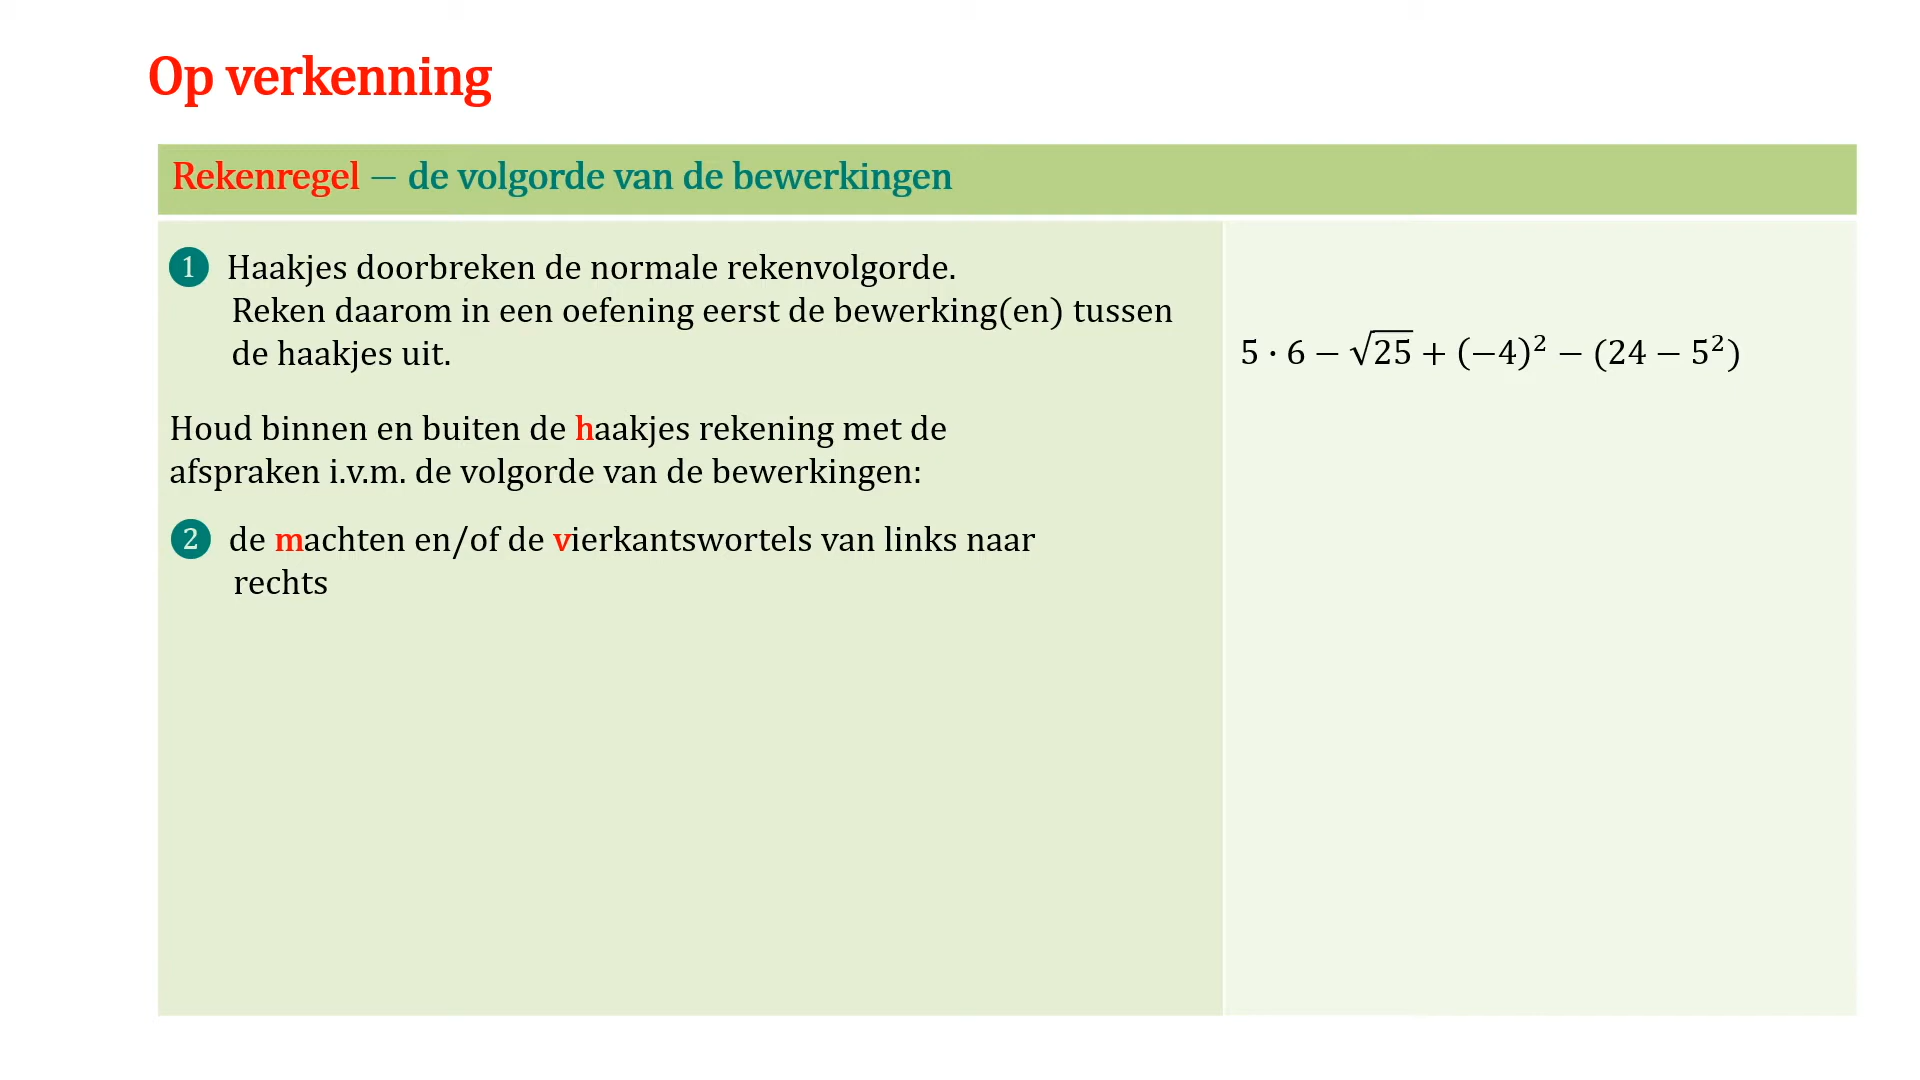 Op verkenning
Rekenregel – de volgorde van de bewerkingen
1 Haakjes doorbreken de normale rekenvolgorde.
Reken daarom in een oefening eerst de bewerking(en) tussen
de haakjes uit.
5 · 6 − √25 + (−4)² − (24 − 5²)
Houd binnen en buiten de haakjes rekening met de
afspraken i.v.m. de volgorde van de bewerkingen:
2 de machten en/of de vierkantswortels van links naar
rechts